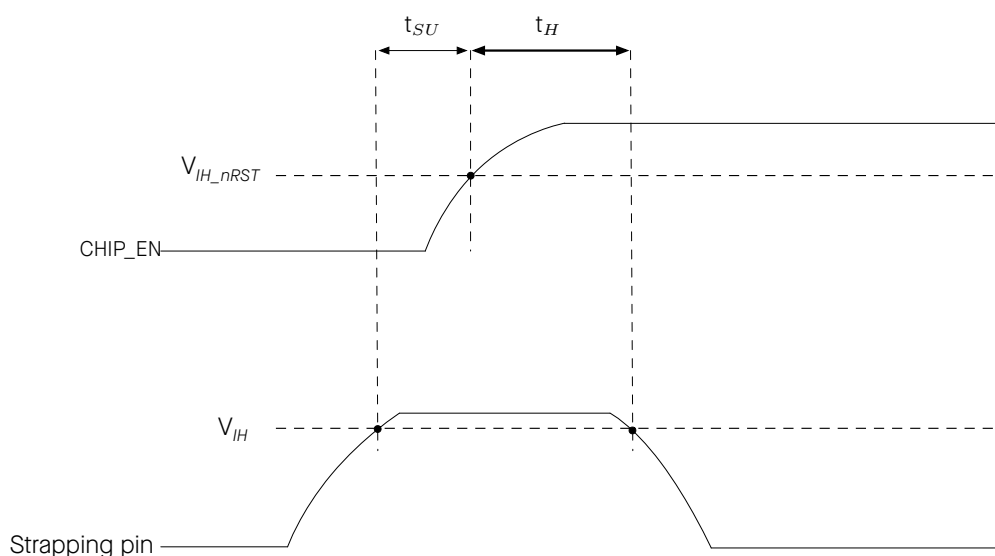 t_SU t_H
V_IH_nRST
CHIP_EN
V_IH
Strapping pin